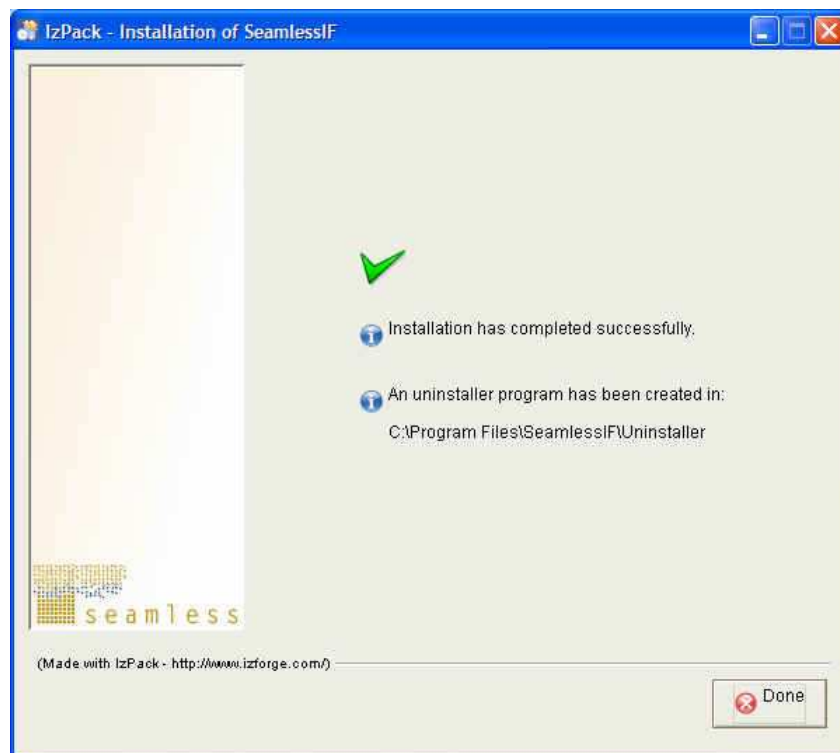 IzPack - Installation of SeamlessIF
Installation has completed successfully.
An uninstaller program has been created in:
C:\Program Files\SeamlessIF\Uninstaller
seamless
(Made with IzPack - http://www.izforge.com/)
Done